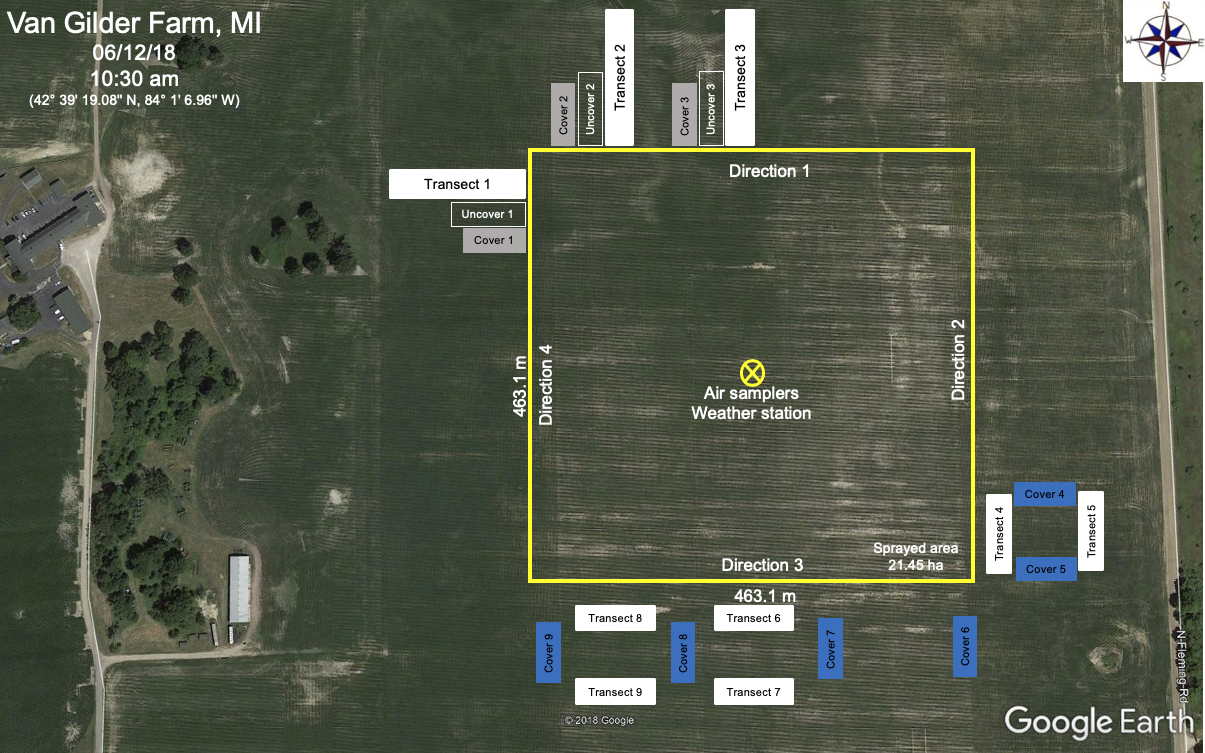 Van Gilder Farm, MI
06/12/18
10:30 am
(42° 39' 19.08" N, 84° 1' 6.96" W)
N
W
E
S
Cover 2
Uncover 2
Transect 2
Cover 3
Uncover 3
Transect 3
Direction 1
Transect 1
Uncover 1
Cover 1
463.1 m
Direction 4
Direction 2
Air samplers
Weather station
Transect 4
Cover 4
Transect 5
Cover 5
Sprayed area
21.45 ha
Direction 3
463.1 m
Transect 8
Transect 6
Cover 9
Cover 8
Cover 7
Cover 6
Transect 9
Transect 7
N Fleming Rd
© 2018 Google
Google Earth